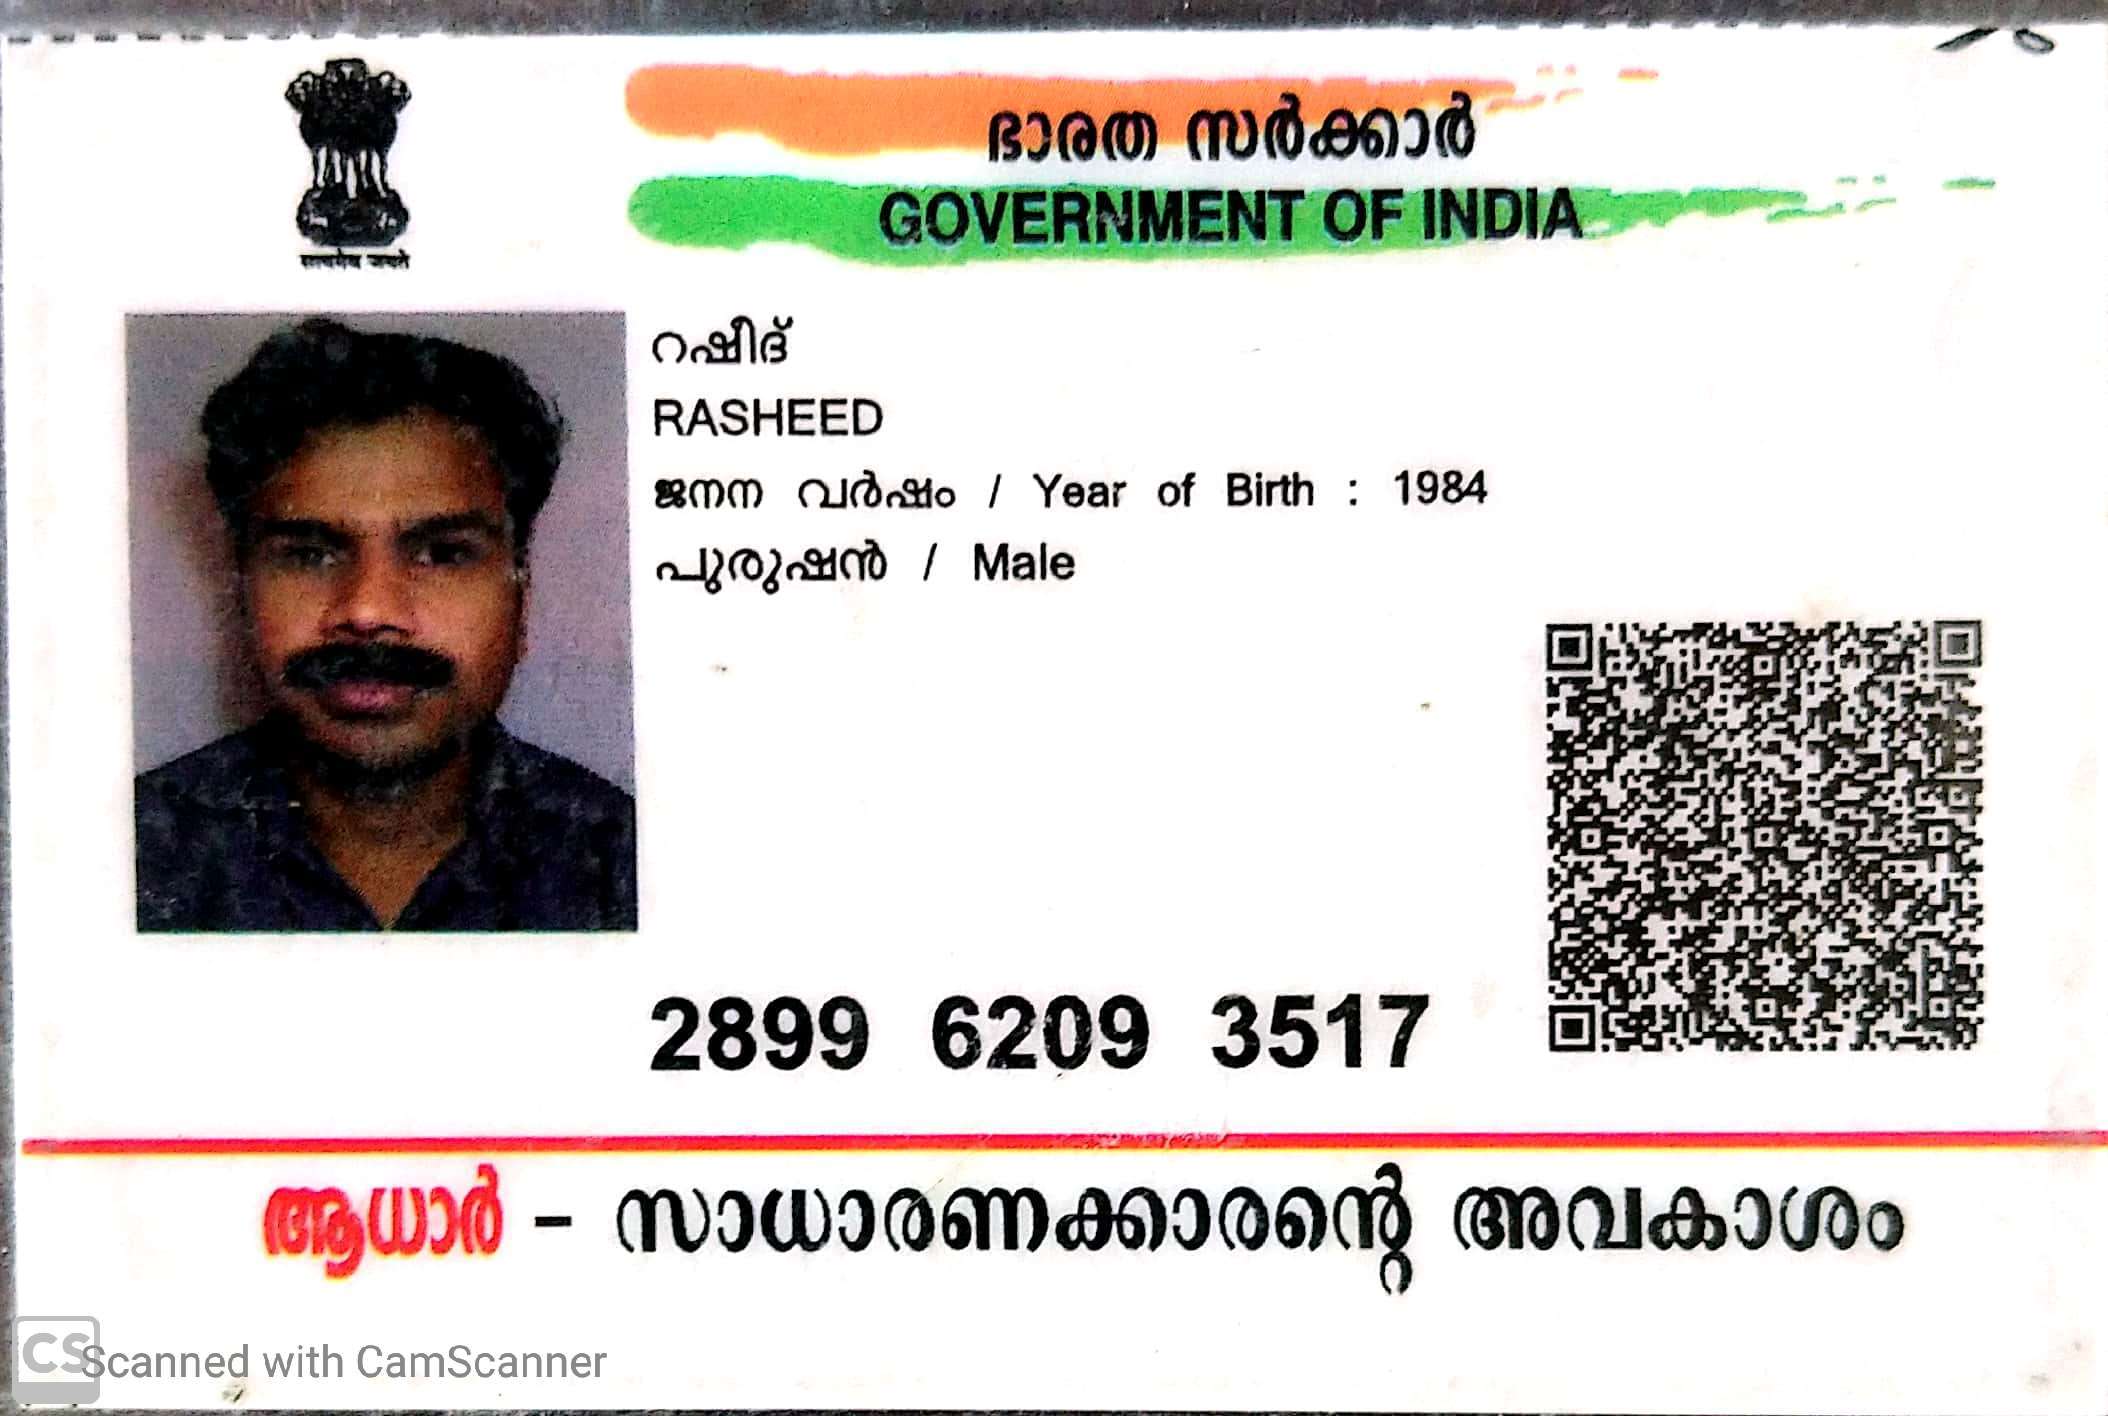 सत्यमेव जयते
ഭാരത സർക്കാർ
GOVERNMENT OF INDIA
റഷീദ്
RASHEED
ജനന വർഷം / Year of Birth : 1984
പുരുഷൻ / Male
2899 6209 3517
ആധാർ - സാധാരണക്കാരന്റെ അവകാശം
CS Scanned with CamScanner